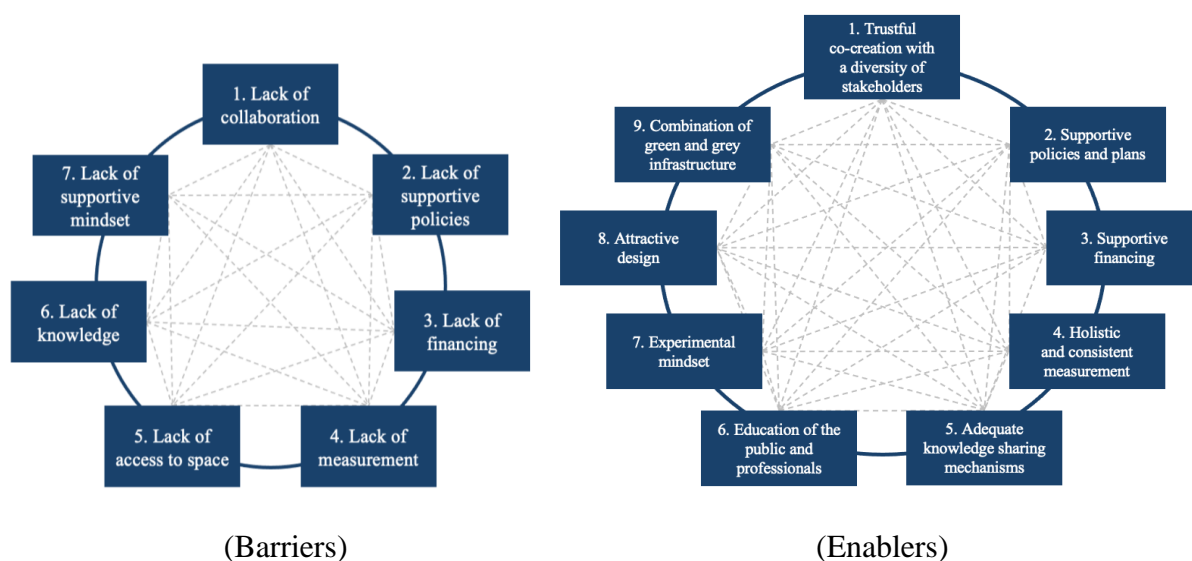 1. Lack of
collaboration
2. Lack of
supportive
policies
3. Lack of
financing
4. Lack of
measurement
5. Lack of
access to space
6. Lack of
knowledge
7. Lack of
supportive
mindset
(Barriers)
1. Trustful
co-creation with
a diversity of
stakeholders
2. Supportive
policies and plans
3. Supportive
financing
4. Holistic
and consistent
measurement
5. Adequate
knowledge sharing
mechanisms
6. Education of the
public and
professionals
7. Experimental
mindset
8. Attractive
design
9. Combination of
green and grey
infrastructure
(Enablers)